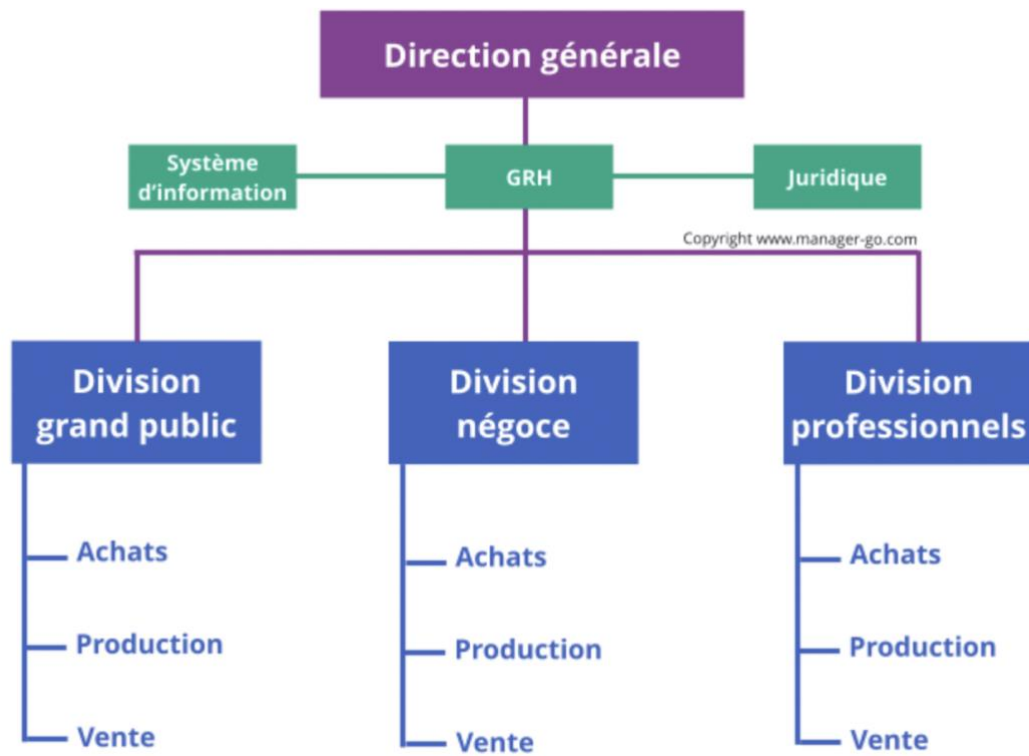 Direction générale
Système
d'information
GRH
Juridique
Copyright www.manager-go.com
Division
grand public
Division
négoce
Division
professionnels
Achats
Production
Vente
Achats
Production
Vente
Achats
Production
Vente